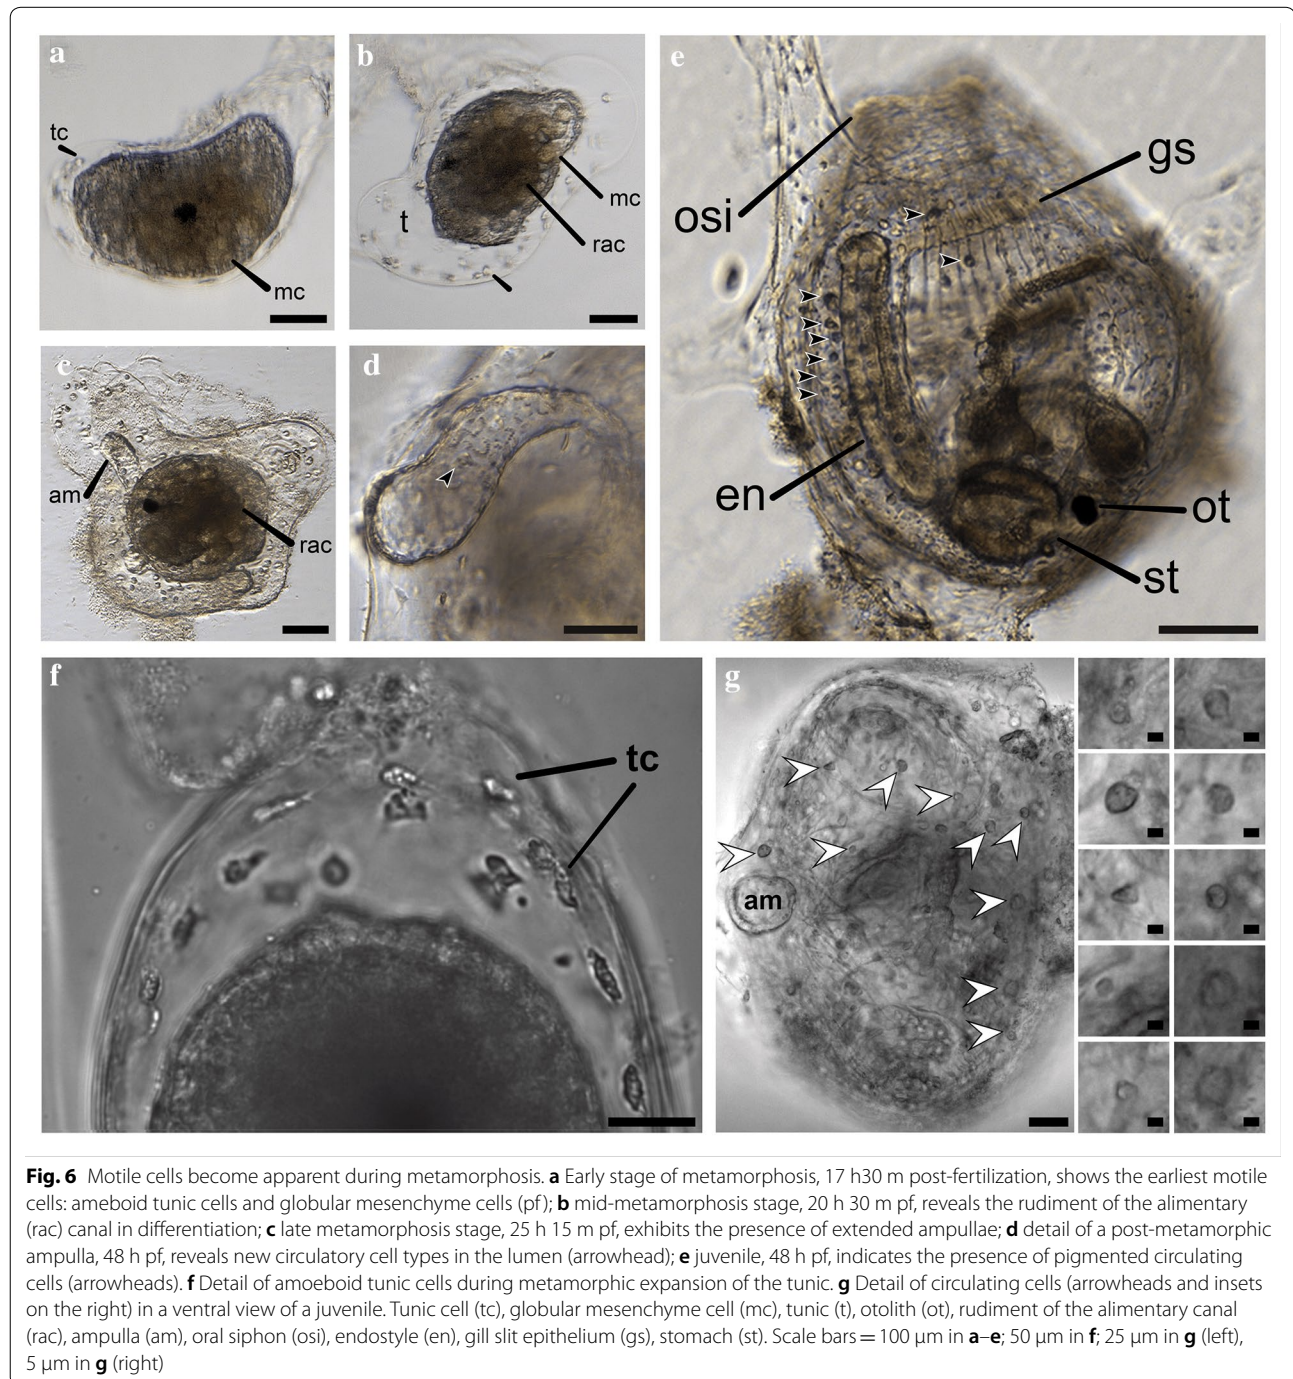 a
tc
mc
b
t
mc
rac
c
am
rac
d
e
osi
gs
en
ot
st
f
tc
g
am
Fig. 6 Motile cells become apparent during metamorphosis. a Early stage of metamorphosis, 17 h30 m post-fertilization, shows the earliest motile
cells: ameboid tunic cells and globular mesenchyme cells (pf); b mid-metamorphosis stage, 20 h 30 m pf, reveals the rudiment of the alimentary
(rac) canal in differentiation; c late metamorphosis stage, 25 h 15 m pf, exhibits the presence of extended ampullae; d detail of a post-metamorphic
ampulla, 48 h pf, reveals new circulatory cell types in the lumen (arrowhead); e juvenile, 48 h pf, indicates the presence of pigmented circulating
cells (arrowheads). f Detail of amoeboid tunic cells during metamorphic expansion of the tunic. g Detail of circulating cells (arrowheads and insets
on the right) in a ventral view of a juvenile. Tunic cell (tc), globular mesenchyme cell (mc), tunic (t), otolith (ot), rudiment of the alimentary canal
(rac), ampulla (am), oral siphon (osi), endostyle (en), gill slit epithelium (gs), stomach (st). Scale bars = 100 µm in a–e; 50 µm in f; 25 µm in g (left),
5 µm in g (right)